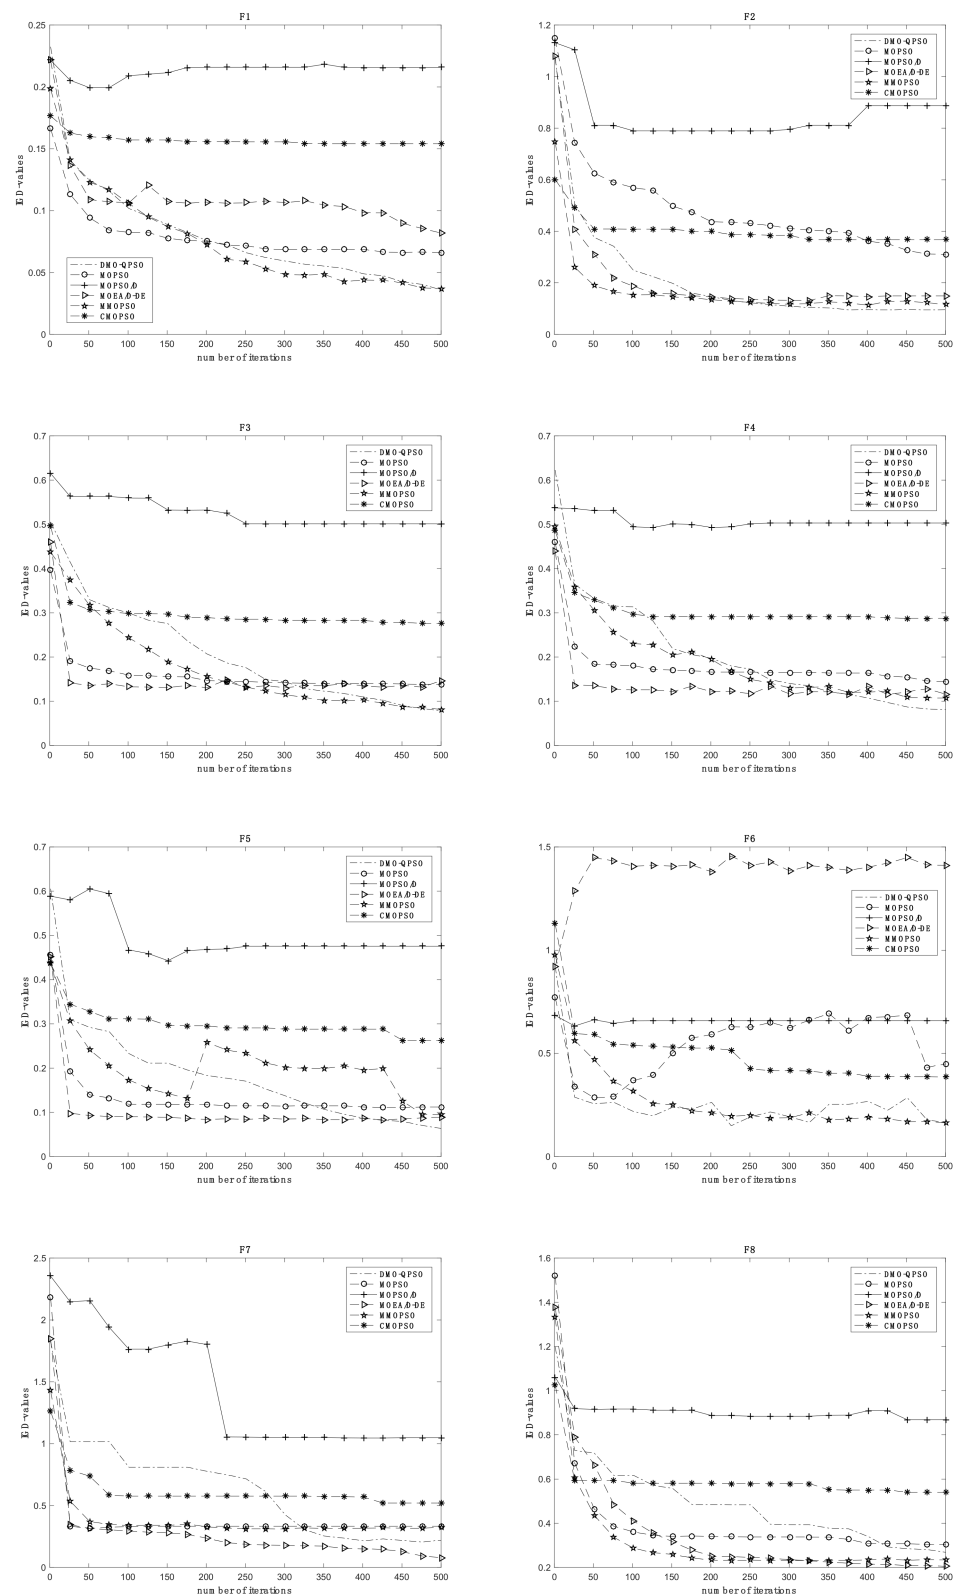 F1
0.25
0.2
0.15
0.1
0.05
0
IGD-values
DMO-QPSO
MOPSO
MOPSO/D
MOEA/D-DE
MMOPSO
CMOPSO
0 50 100 150 200 250 300 350 400 450 500
number of iterations
F2
1.2
1
0.8
0.6
0.4
0.2
0
IGD-values
DMO-QPSO
MOPSO
MOPSO/D
MOEA/D-DE
MMOPSO
CMOPSO
0 50 100 150 200 250 300 350 400 450 500
number of iterations
F3
0.7
0.6
0.5
0.4
0.3
0.2
0.1
0
IGD-values
DMO-QPSO
MOPSO
MOPSO/D
MOEA/D-DE
MMOPSO
CMOPSO
0 50 100 150 200 250 300 350 400 450 500
number of iterations
F4
0.7
0.6
0.5
0.4
0.3
0.2
0.1
0
IGD-values
DMO-QPSO
MOPSO
MOPSO/D
MOEA/D-DE
MMOPSO
CMOPSO
0 50 100 150 200 250 300 350 400 450 500
number of iterations
F5
0.7
0.6
0.5
0.4
0.3
0.2
0.1
0
IGD-values
DMO-QPSO
MOPSO
MOPSO/D
MOEA/D-DE
MMOPSO
CMOPSO
0 50 100 150 200 250 300 350 400 450 500
number of iterations
F6
1.5
1
0.5
0
IGD-values
DMO-QPSO
MOPSO
MOPSO/D
MOEA/D-DE
MMOPSO
CMOPSO
0 50 100 150 200 250 300 350 400 450 500
number of iterations
F7
2.5
2
1.5
1
0.5
0
IGD-values
DMO-QPSO
MOPSO
MOPSO/D
MOEA/D-DE
MMOPSO
CMOPSO
0 50 100 150 200 250 300 350 400 450 500
number of iterations
F8
1.6
1.4
1.2
1
0.8
0.6
0.4
0.2
IGD-values
DMO-QPSO
MOPSO
MOPSO/D
MOEA/D-DE
MMOPSO
CMOPSO
0 50 100 150 200 250 300 350 400 450 500
number of iterations